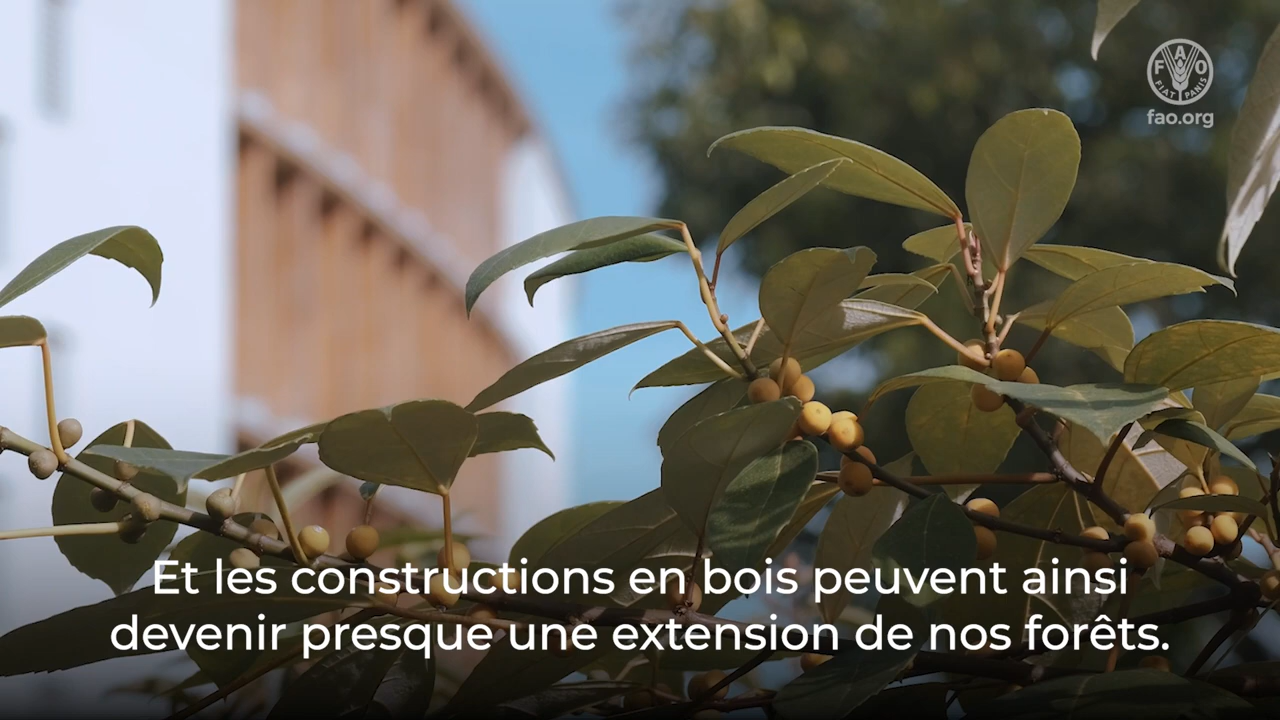 F A O
FIAT PANIS
fao.org
Et les constructions en bois peuvent ainsi
devenir presque une extension de nos forêts.